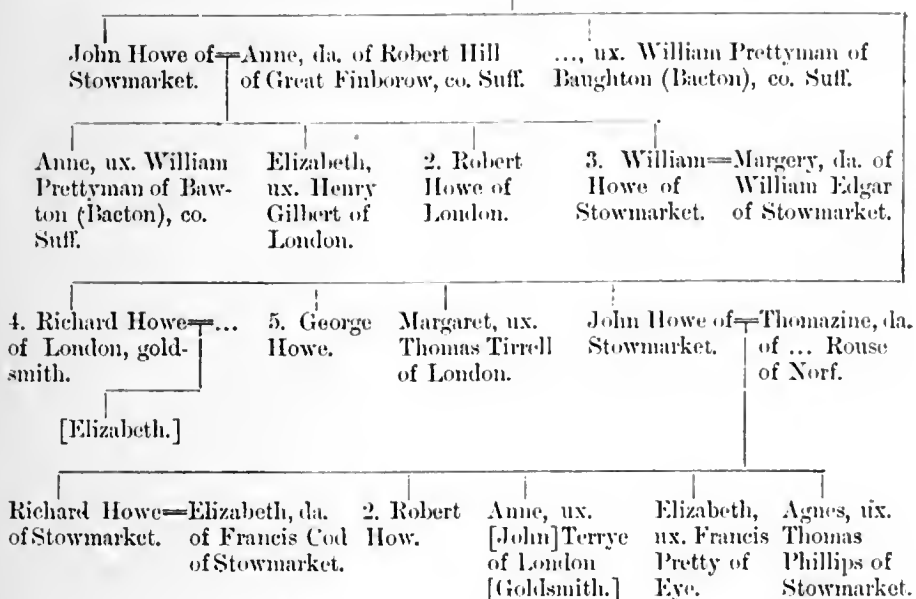 John Howe of
Stowmarket.
Anne, da. of Robert Hill
of Great Finborow, co. Suff.
..., ux. William Prettyman of
Baughton (Bacton), co. Suff.
Anne, ux. William
Prettyman of Baw-
ton (Bacton), co.
Suff.
Elizabeth,
ux. Henry
Gilbert of
London.
2. Robert
Howe of
London.
3. William
Howe of
Stowmarket.
Margery, da. of
William Edgar
of Stowmarket.
4. Richard Howe
of London, gold-
smith.
...
5. George
Howe.
Margaret, ux.
Thomas Tirrell
of London.
John Howe of
Stowmarket.
Thomazine, da.
of ... Rouse
of Norf.
[Elizabeth.]
Richard Howe
of Stowmarket.
Elizabeth, da.
of Francis Cod
of Stowmarket.
2. Robert
How.
Anne, ux.
[John] Terrye
of London
[Goldsmith.]
Elizabeth,
ux. Francis
Pretty of
Eye.
Agnes, ux.
Thomas
Phillips of
Stowmarket.